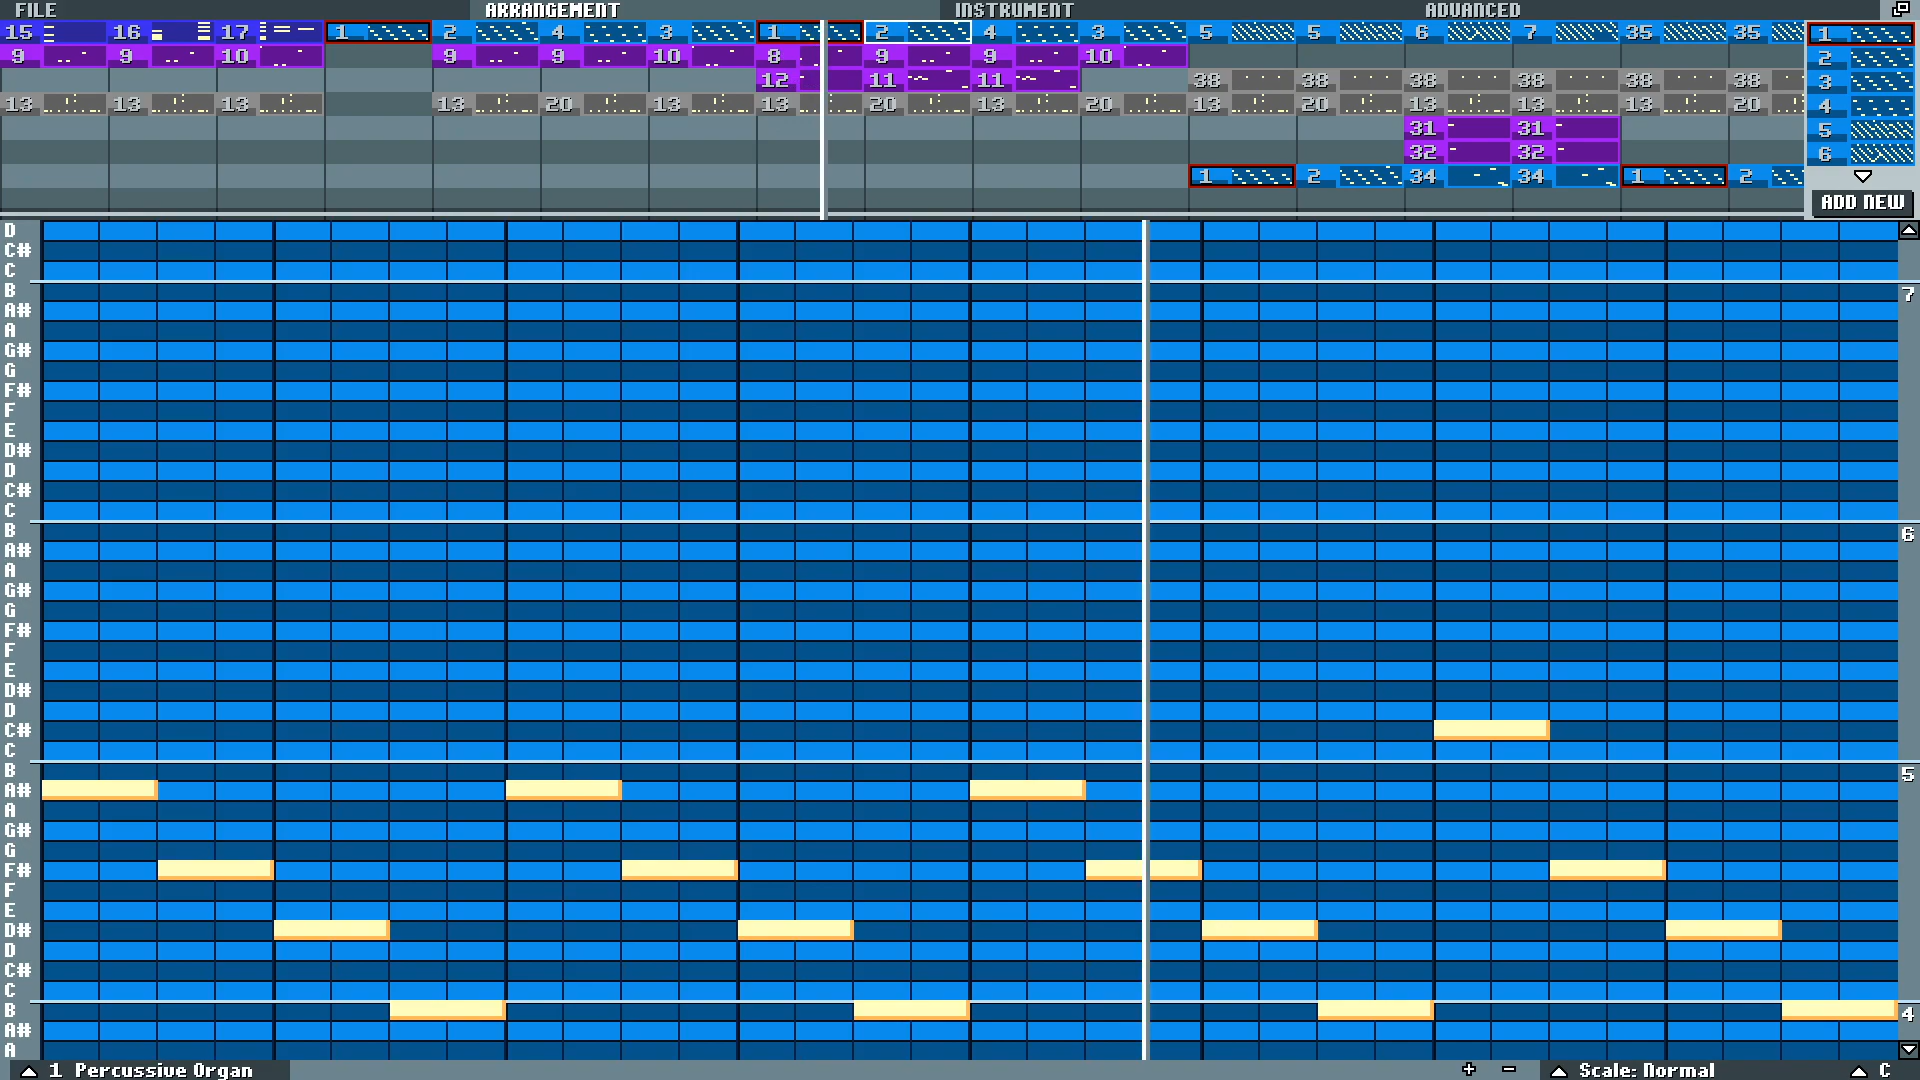 FILE ARRANGEMENT INSTRUMENT ADVANCED
15 16 17 1 2 4 3 1 2 4 3 5 5 6 7 35 35 1
9 9 10 9 9 9 10 8 9 9 10 2
12 11 11 38 38 38 38 38 38 3
13 13 13 13 20 13 13 20 13 20 13 20 13 13 13 20 4
31 31 5
32 32 6
1 2 34 34 1 2
ADD NEW
D
C#
C
B 7
A#
A
G#
G
F#
F
E
D#
D
C#
C
B 6
A#
A
G#
G
F#
F
E
D#
D
C#
C
B 5
A#
A
G#
G
F#
F
E
D#
D
C#
C
B 4
A#
A
1 Percussive Organ + - Scale: Normal C